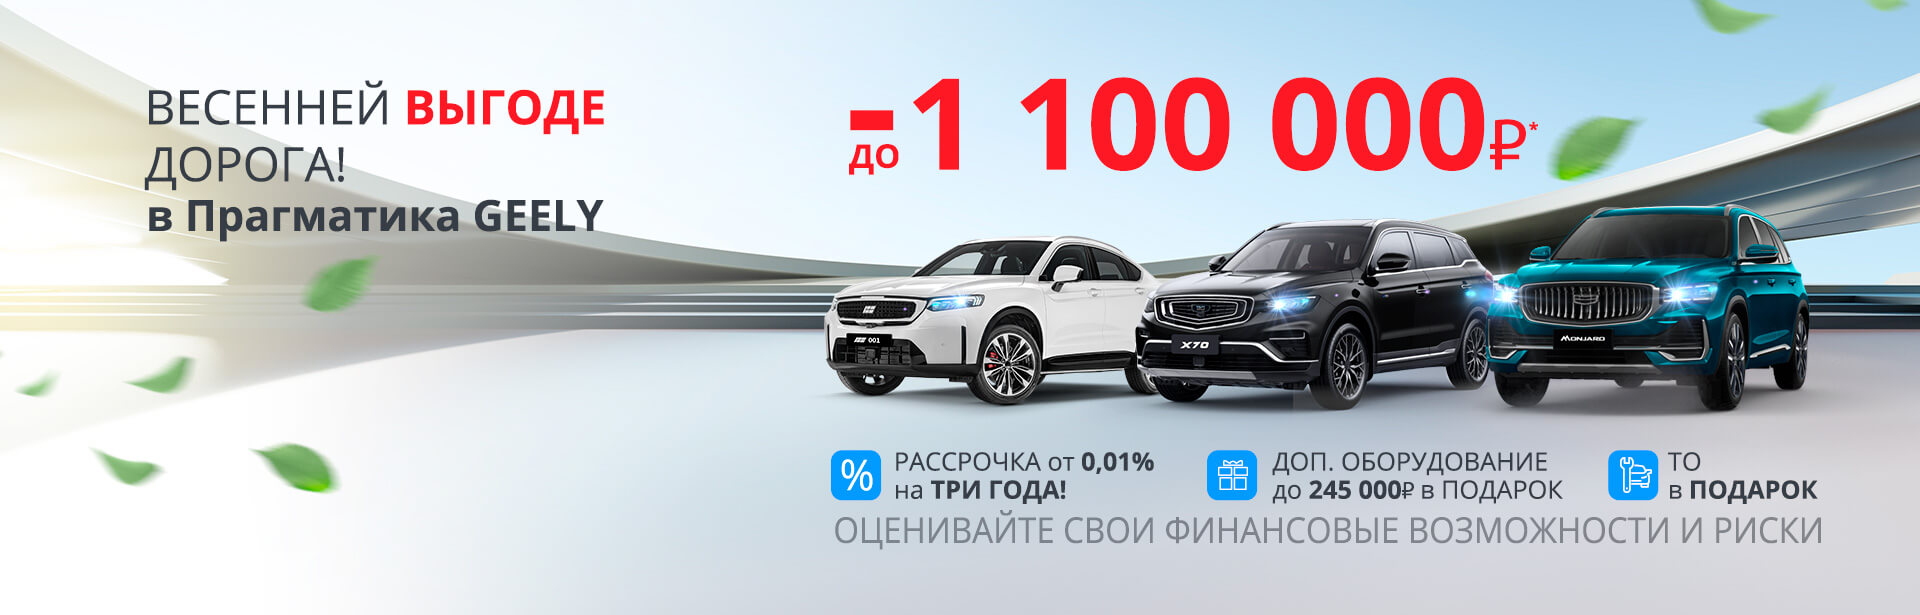 ВЕСЕННЕЙ ВЫГОДЕ
ДОРОГА!
в Прагматика GEELY
до -1 100 000₽*
001
X70
MONJARO
%
РАССРОЧКА от 0,01%
на ТРИ ГОДА!
ДОП. ОБОРУДОВАНИЕ
до 245 000₽ в ПОДАРОК
ТО
в ПОДАРОК
ОЦЕНИВАЙТЕ СВОИ ФИНАНСОВЫЕ ВОЗМОЖНОСТИ И РИСКИ